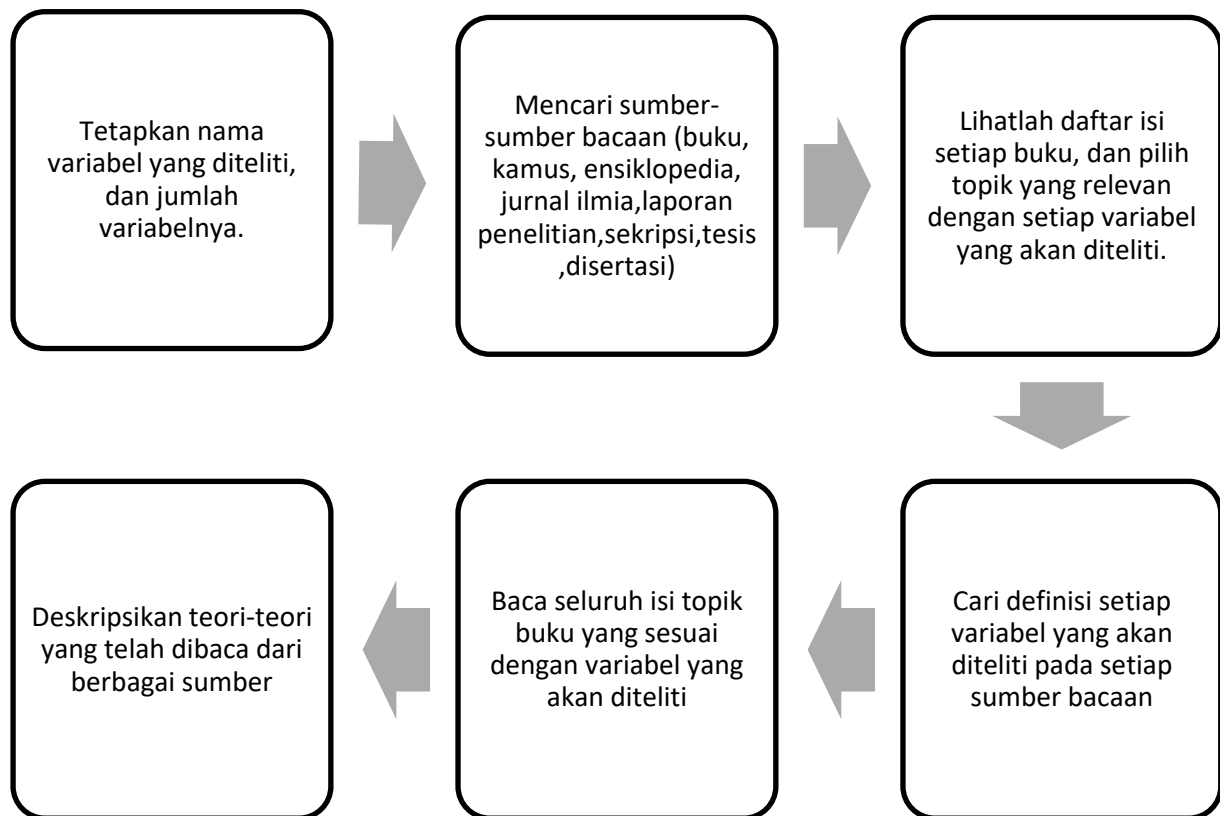 Tetapkan nama
variabel yang diteliti,
dan jumlah
variabelnya.
Mencari sumber-
sumber bacaan (buku,
kamus, ensiklopedia,
jurnal ilmia,laporan
penelitian,sekripsi,tesis
,disertasi)
Lihatlah daftar isi
setiap buku, dan pilih
topik yang relevan
dengan setiap variabel
yang akan diteliti.
Cari definisi setiap
variabel yang akan
diteliti pada setiap
sumber bacaan
Baca seluruh isi topik
buku yang sesuai
dengan variabel yang
akan diteliti
Deskripsikan teori-teori
yang telah dibaca dari
berbagai sumber